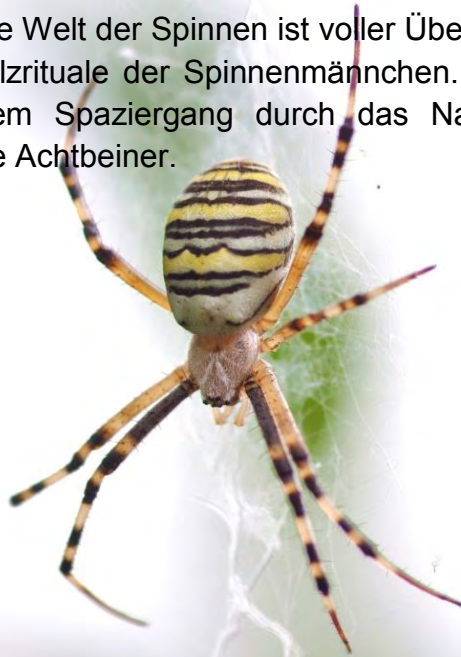 e Welt der Spinnen ist voller Übe
lzrituale der Spinnenmännchen.
em Spaziergang durch das Na
e Achtbeiner.